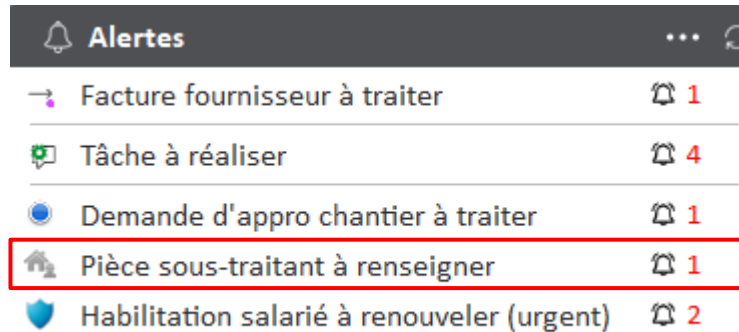 Alertes
Facture fournisseur à traiter 1
Tâche à réaliser 4
Demande d'appro chantier à traiter 1
Pièce sous-traitant à renseigner 1
Habilitation salarié à renouveler (urgent) 2